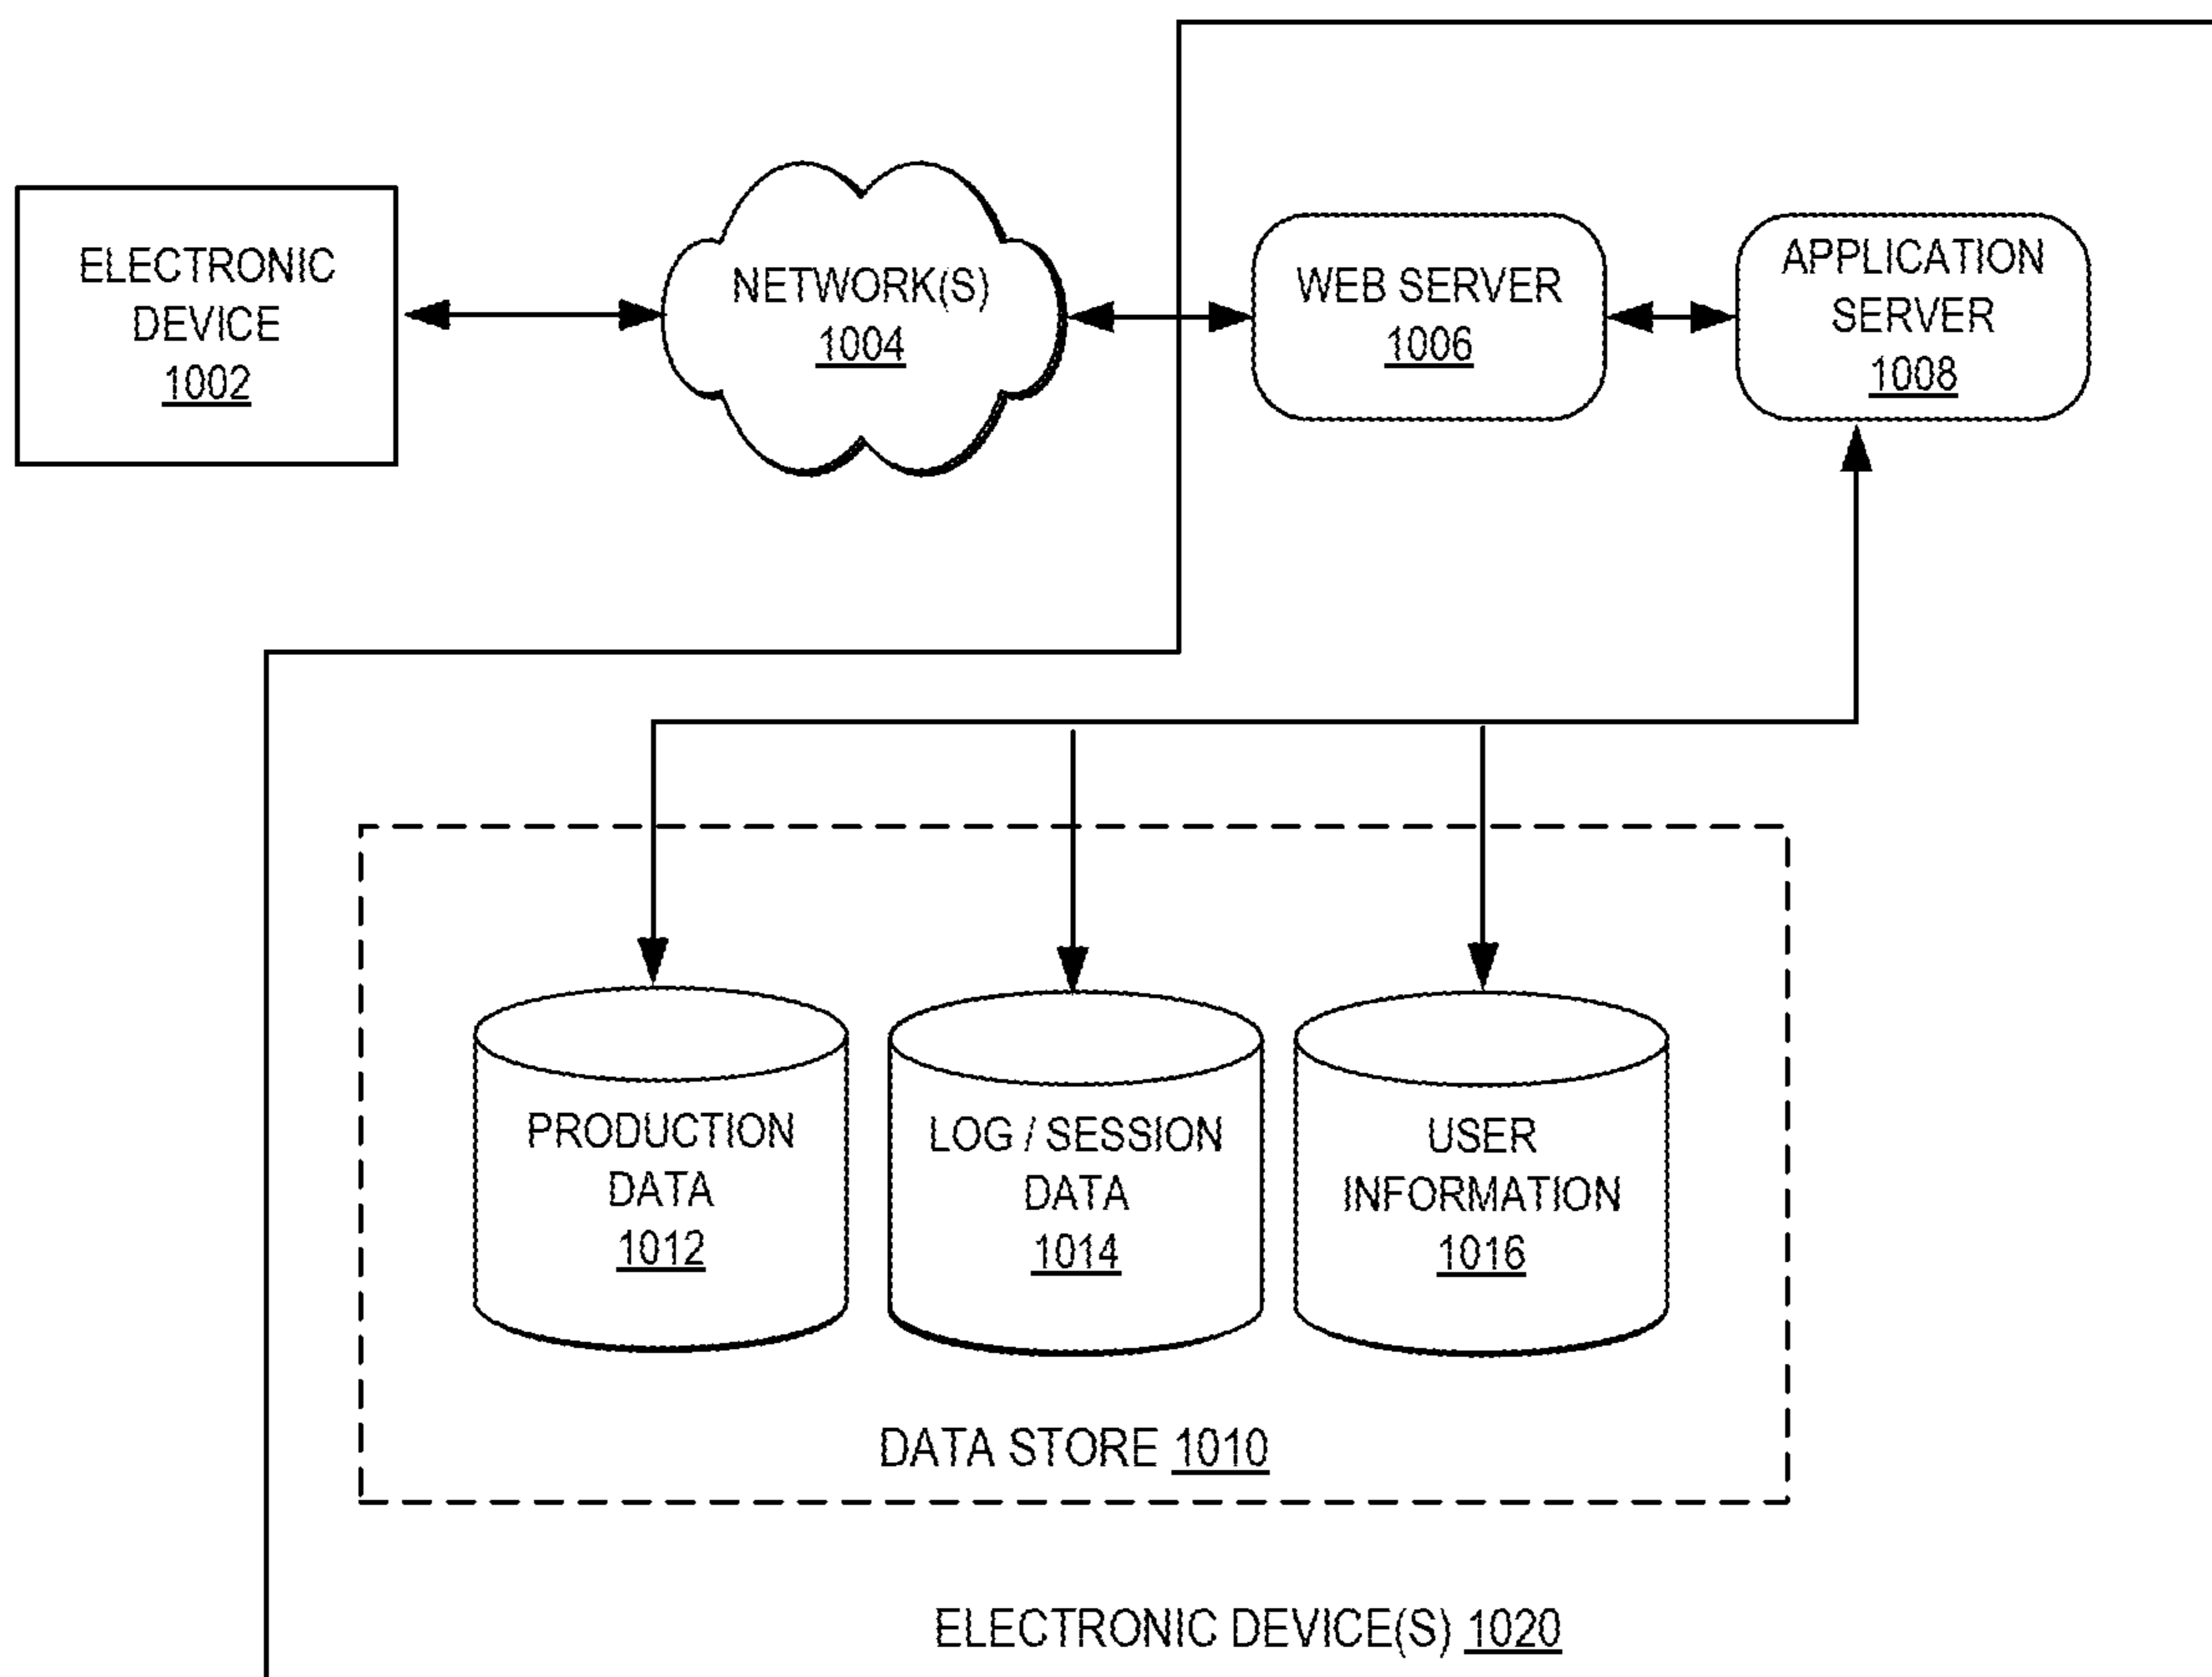 ELECTRONIC
DEVICE
1002
NETWORK(S)
1004
WEB SERVER
1006
APPLICATION
SERVER
1008
PRODUCTION
DATA
1012
LOG / SESSION
DATA
1014
USER
INFORMATION
1016
DATA STORE 1010
ELECTRONIC DEVICE(S) 1020